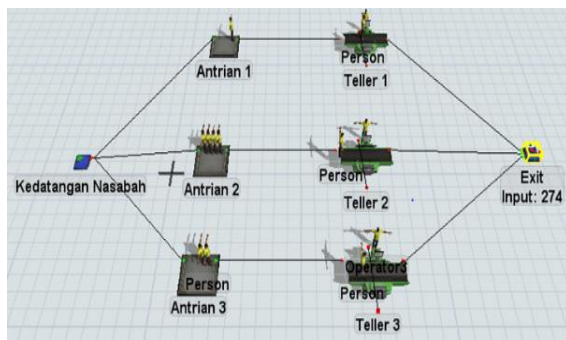 Person
Antrian 1
Teller 1
Kedatangan Nasabah
Antrian 2
Person
Teller 2
Exit
Input: 274
Person
Antrian 3
Operator3
Person
Teller 3